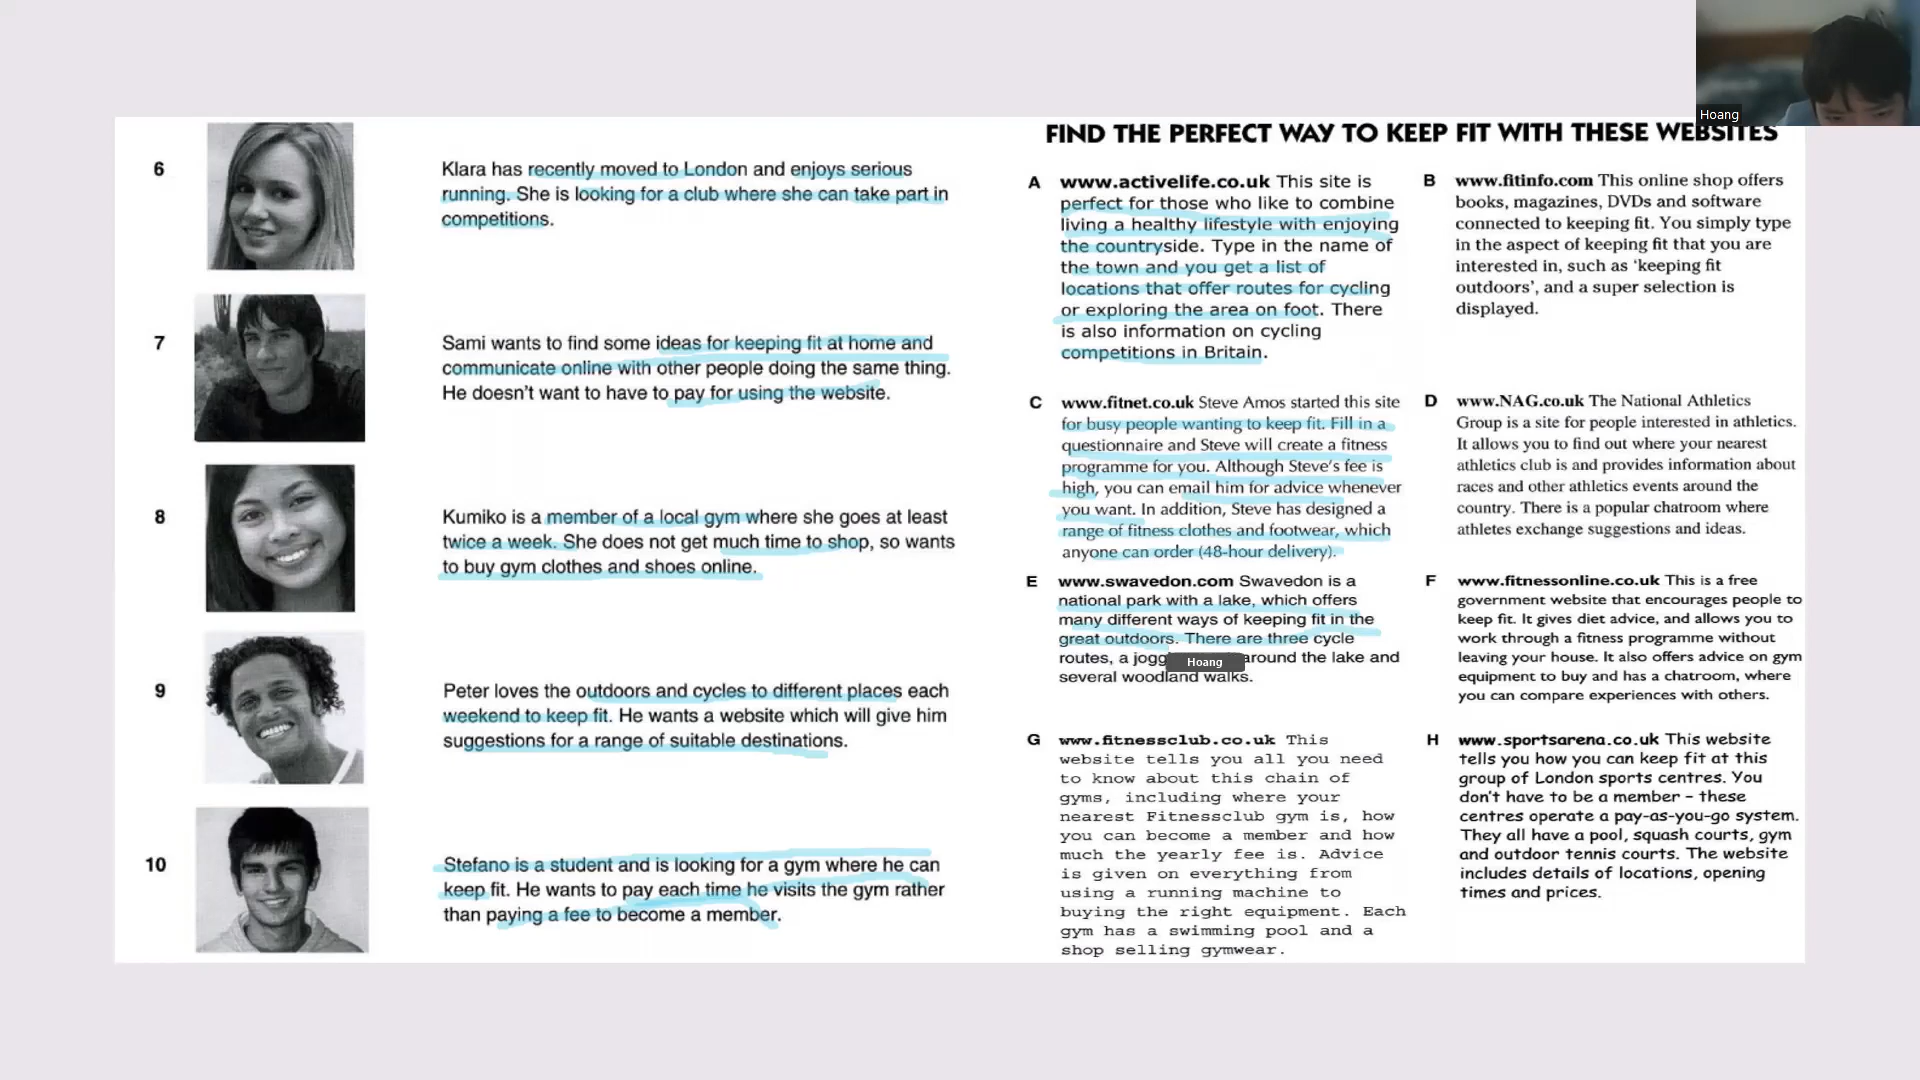 Hoang
FIND THE PERFECT WAY TO KEEP FIT WITH THESE WEBSITES
6
Klara has recently moved to London and enjoys serious
running. She is looking for a club where she can take part in
competitions.
7
Sami wants to find some ideas for keeping fit at home and
communicate online with other people doing the same thing.
He doesn't want to have to pay for using the website.
8
Kumiko is a member of a local gym where she goes at least
twice a week. She does not get much time to shop, so wants
to buy gym clothes and shoes online.
9
Peter loves the outdoors and cycles to different places each
weekend to keep fit. He wants a website which will give him
suggestions for a range of suitable destinations.
10
Stefano is a student and is looking for a gym where he can
keep fit. He wants to pay each time he visits the gym rather
than paying a fee to become a member.
A www.activelife.co.uk This site is
perfect for those who like to combine
living a healthy lifestyle with enjoying
the countryside. Type in the name of
the town and you get a list of
locations that offer routes for cycling
or exploring the area on foot. There
is also information on cycling
competitions in Britain.
B www.fitinfo.com This online shop offers
books, magazines, DVDs and software
connected to keeping fit. You simply type
in the aspect of keeping fit that you are
interested in, such as 'keeping fit
outdoors', and a super selection is
displayed.
C www.fitnet.co.uk Steve Amos started this site
for busy people wanting to keep fit. Fill in a
questionnaire and Steve will create a fitness
programme for you. Although Steve's fee is
high, you can email him for advice whenever
you want. In addition, Steve has designed a
range of fitness clothes and footwear, which
anyone can order (48-hour delivery).
D www.NAG.co.uk The National Athletics
Group is a site for people interested in athletics.
It allows you to find out where your nearest
athletics club is and provides information about
races and other athletics events around the
country. There is a popular chatroom where
athletes exchange suggestions and ideas.
E www.swavedon.com Swavedon is a
national park with a lake, which offers
many different ways of keeping fit in the
great outdoors. There are three cycle
routes, a around the lake and
Hoang
several woodland walks.
F www.fitnessonline.co.uk This is a free
government website that encourages people to
keep fit. It gives diet advice, and allows you to
work through a fitness programme without
leaving your house. It also offers advice on gym
equipment to buy and has a chatroom, where
you can compare experiences with others.
G www.fitnessclub.co.uk This
website tells you all you need
to know about this chain of
gyms, including where your
nearest Fitnessclub gym is, how
you can become a member and how
much the yearly fee is. Advice
is given on everything from
using a running machine to
buying the right equipment. Each
gym has a swimming pool and a
shop selling gymwear.
H www.sportsarena.co.uk This website
tells you how you can keep fit at this
group of London sports centres. You
don't have to be a member – these
centres operate a pay-as-you-go system.
They all have a pool, squash courts, gym
and outdoor tennis courts. The website
includes details of locations, opening
times and prices.